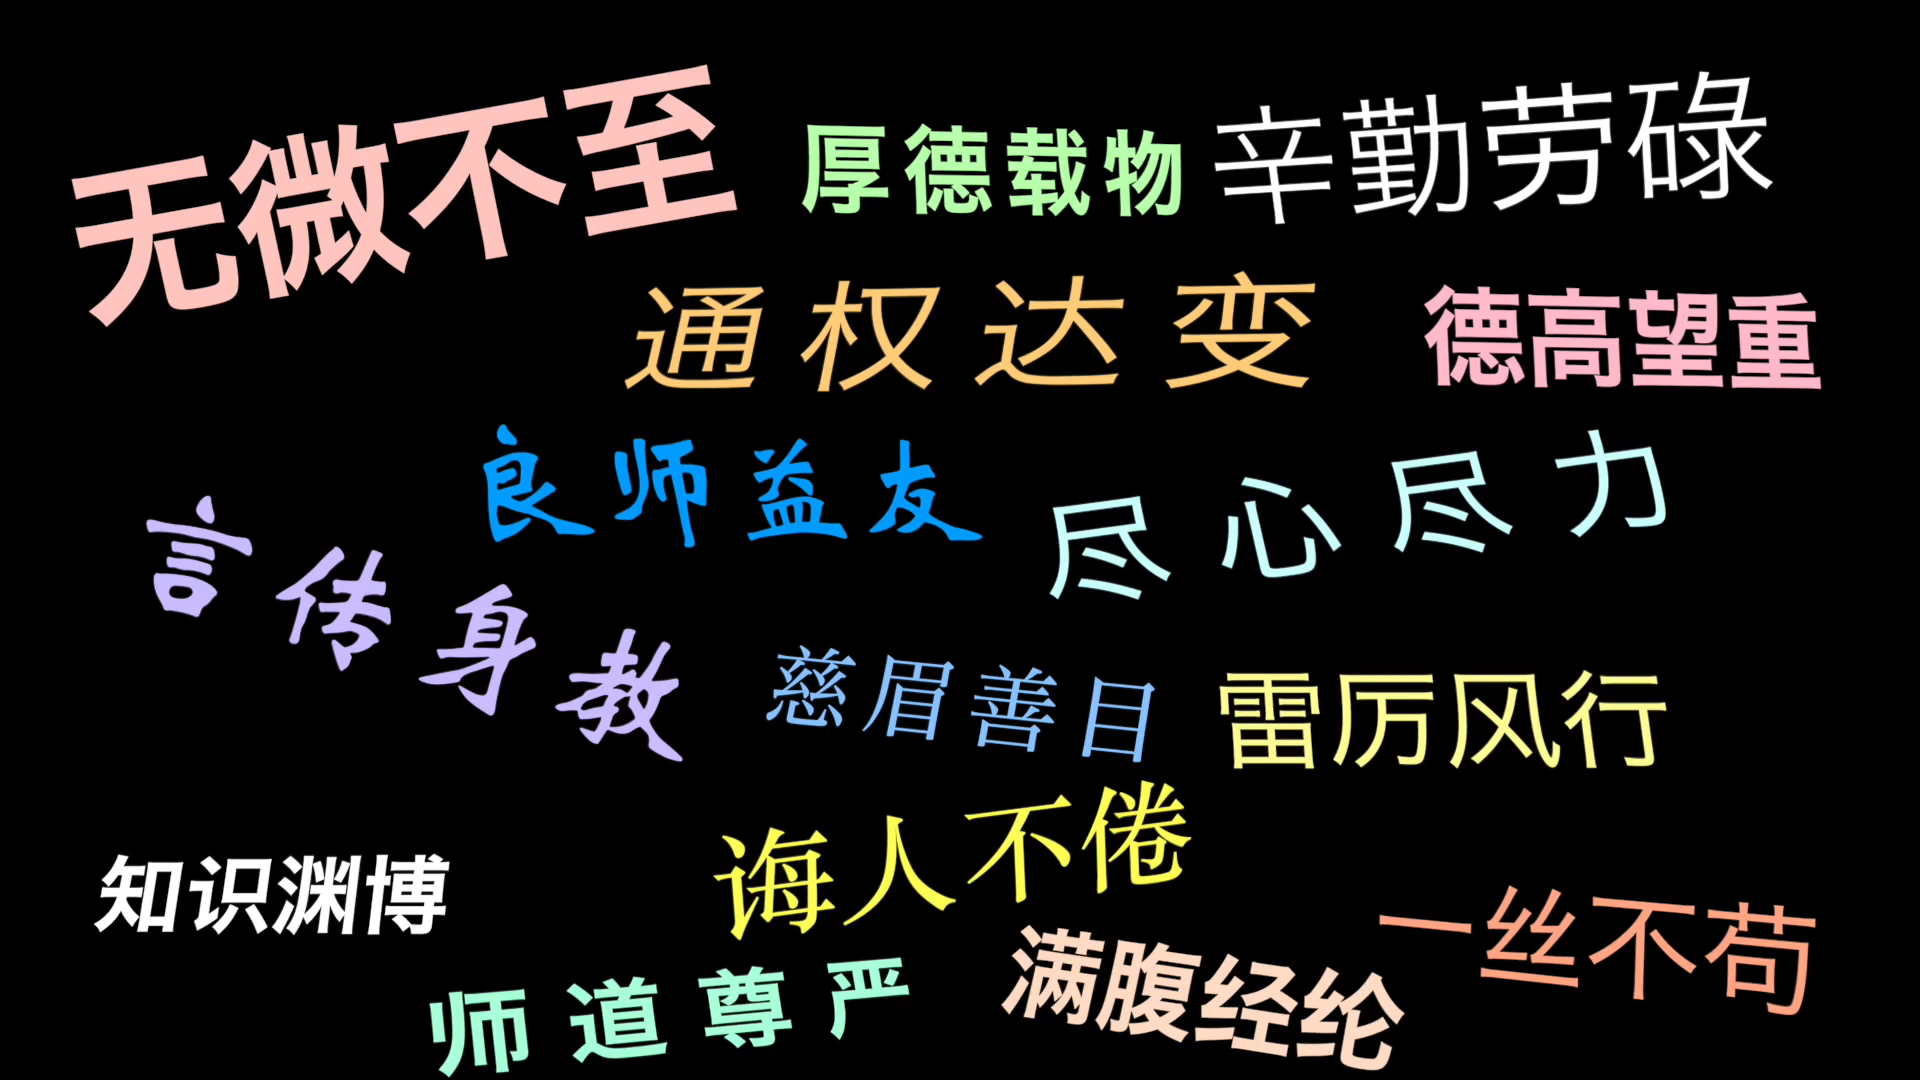 无微不至
厚德载物
辛勤劳碌
通权达变
德高望重
良师益友
尽心尽力
言传身教
慈眉善目
雷厉风行
诲人不倦
知识渊博
一丝不苟
师道尊严
满腹经纶